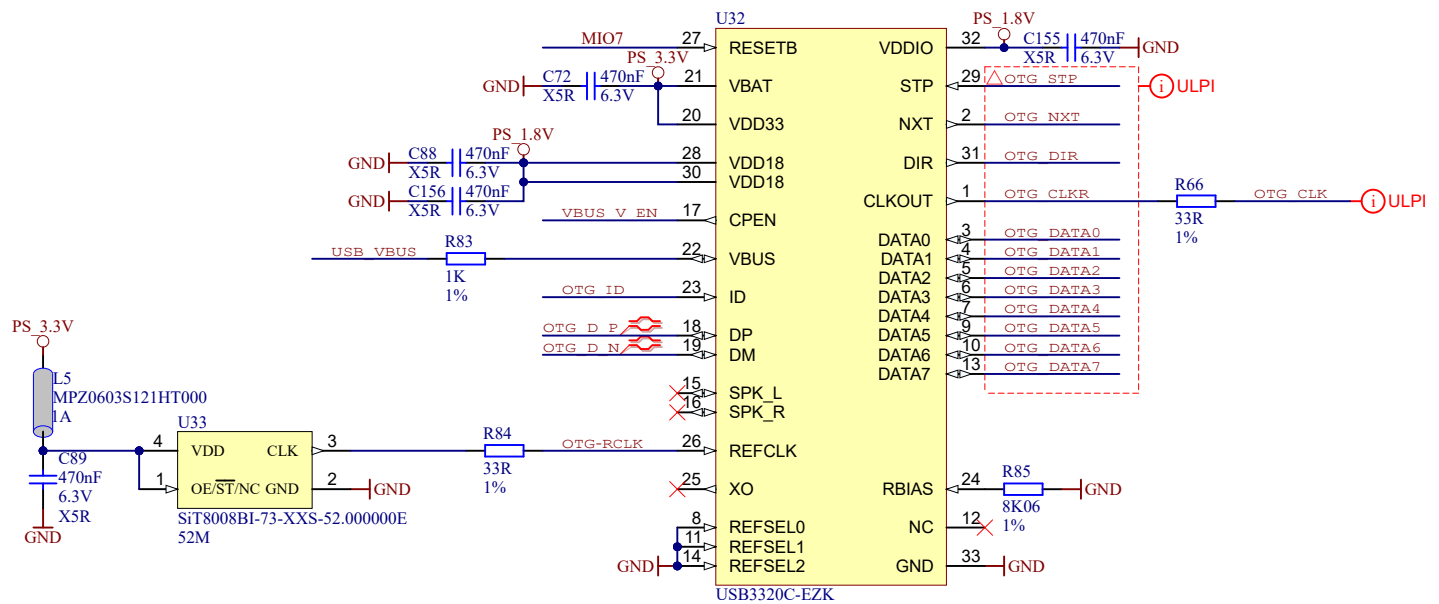 U32
USB3320C-EZK
MIO7
27
RESETB
PS_3.3V
GND
C72
470nF
X5R
6.3V
21
VBAT
20
VDD33
PS_1.8V
GND
C88
470nF
X5R
6.3V
28
VDD18
GND
C156
470nF
X5R
6.3V
30
VDD18
VBUS_V_EN
17
CPEN
USB_VBUS
R83
1K
1%
22
VBUS
OTG_ID
23
ID
OTG_D_P
18
DP
OTG_D_N
19
DM
15
SPK_L
16
SPK_R
OTG-RCLK
26
REFCLK
25
XO
8
REFSEL0
11
REFSEL1
GND
14
REFSEL2
VDDIO
32
PS_1.8V
C155
470nF
X5R
6.3V
GND
STP
29
OTG_STP
ULPI
NXT
2
OTG_NXT
DIR
31
OTG_DIR
CLKOUT
1
OTG_CLKR
R66
33R
1%
OTG_CLK
ULPI
DATA0
3
OTG_DATA0
DATA1
4
OTG_DATA1
DATA2
5
OTG_DATA2
DATA3
6
OTG_DATA3
DATA4
7
OTG_DATA4
DATA5
9
OTG_DATA5
DATA6
10
OTG_DATA6
DATA7
13
OTG_DATA7
RBIAS
24
R85
8K06
1%
GND
NC
12
GND
33
GND
PS_3.3V
L5
MPZ0603S121HT000
1A
C89
470nF
6.3V
X5R
GND
U33
4
VDD
CLK
3
1
OE/ST/NC
GND
2
GND
SiT8008BI-73-XXS-52.000000E
52M
R84
33R
1%